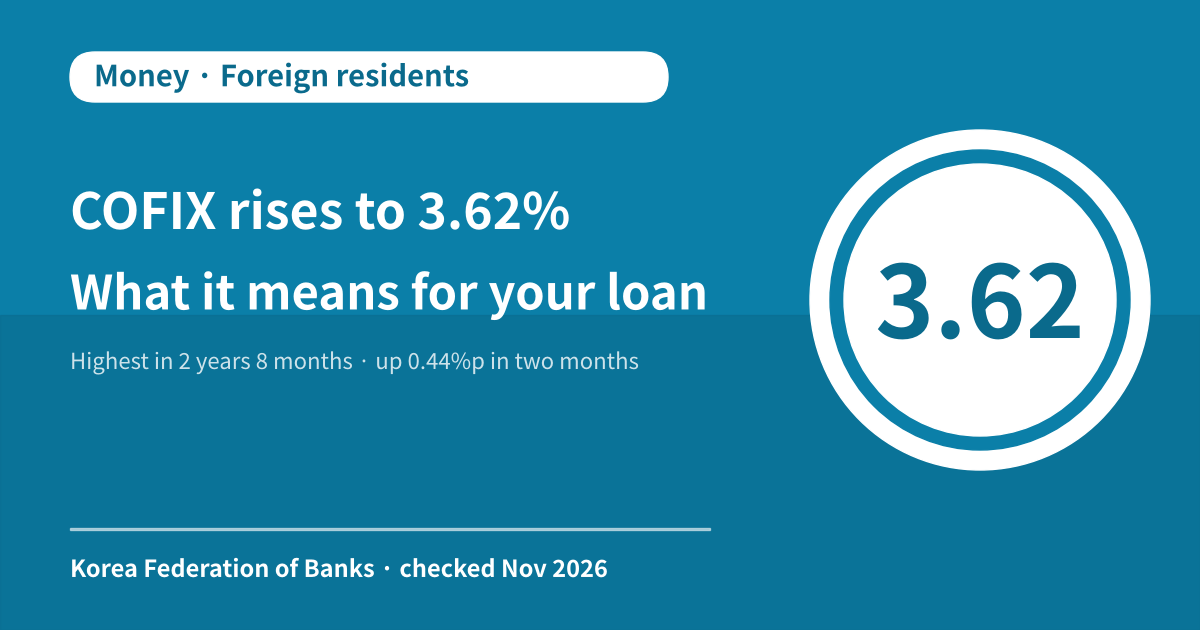 Money · Foreign residents
COFIX rises to 3.62%
What it means for your loan
Highest in 2 years 8 months · up 0.44%p in two months
3.62
Korea Federation of Banks · checked Nov 2026